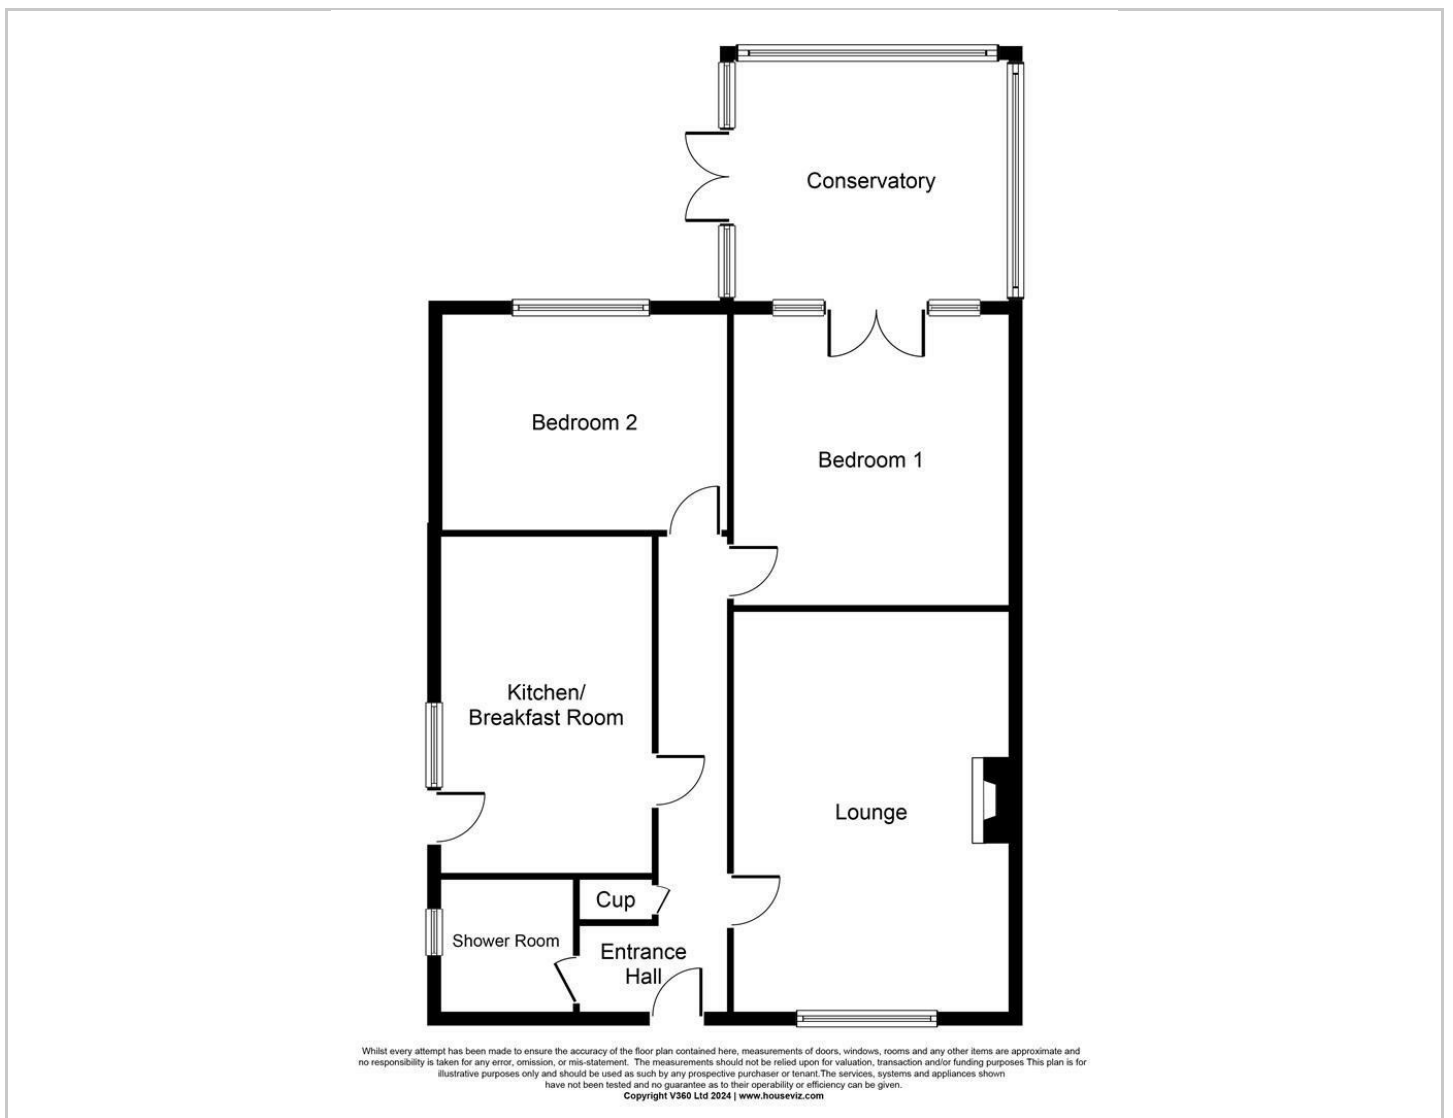 Conservatory
Bedroom 2
Bedroom 1
Kitchen/
Breakfast Room
Lounge
Cup
Shower Room
Entrance
Hall
Whilst every attempt has been made to ensure the accuracy of the floor plan contained here, measurements of doors, windows, rooms and any other items are approximate and
no responsibility is taken for any error, omission, or mis-statement. The measurements should not be relied upon for valuation, transaction and/or funding purposes This plan is for
illustrative purposes only and should be used as such by any prospective purchaser or tenant.The services, systems and appliances shown
have not been tested and no guarantee as to their operability or efficiency can be given.
Copyright V360 Ltd 2024 | www.houseviz.com